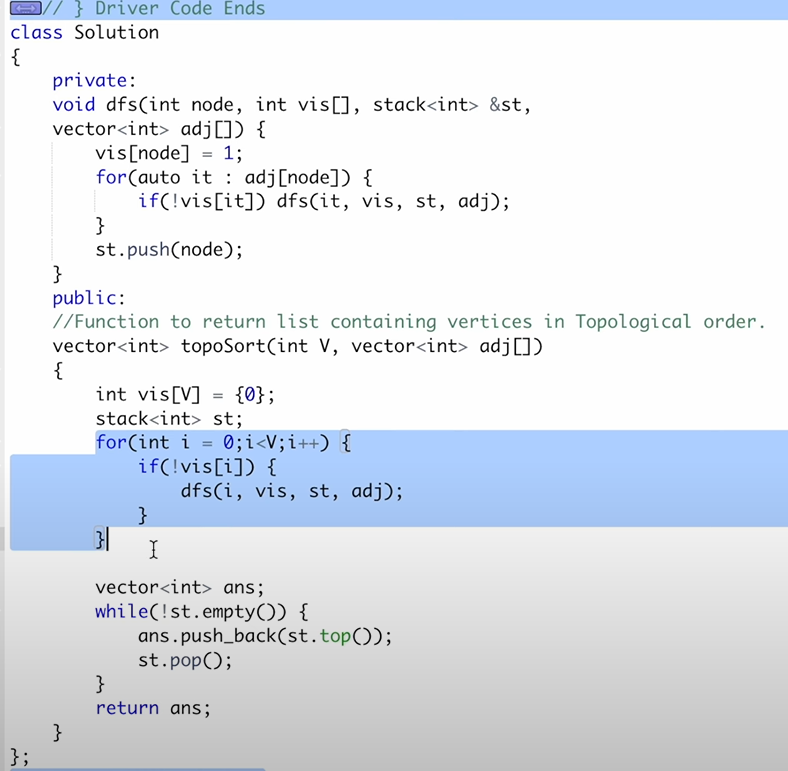 // } Driver Code Ends
class Solution
{
    private:
    void dfs(int node, int vis[], stack<int> &st,
    vector<int> adj[]) {
        vis[node] = 1;
        for(auto it : adj[node]) {
            if(!vis[it]) dfs(it, vis, st, adj);
        }
        st.push(node);
    }
    public:
    //Function to return list containing vertices in Topological order.
    vector<int> topoSort(int V, vector<int> adj[])
    {
        int vis[V] = {0};
        stack<int> st;
        for(int i = 0;i<V;i++) {
            if(!vis[i]) {
                dfs(i, vis, st, adj);
            }
        }

        vector<int> ans;
        while(!st.empty()) {
            ans.push_back(st.top());
            st.pop();
        }
        return ans;
    }
};